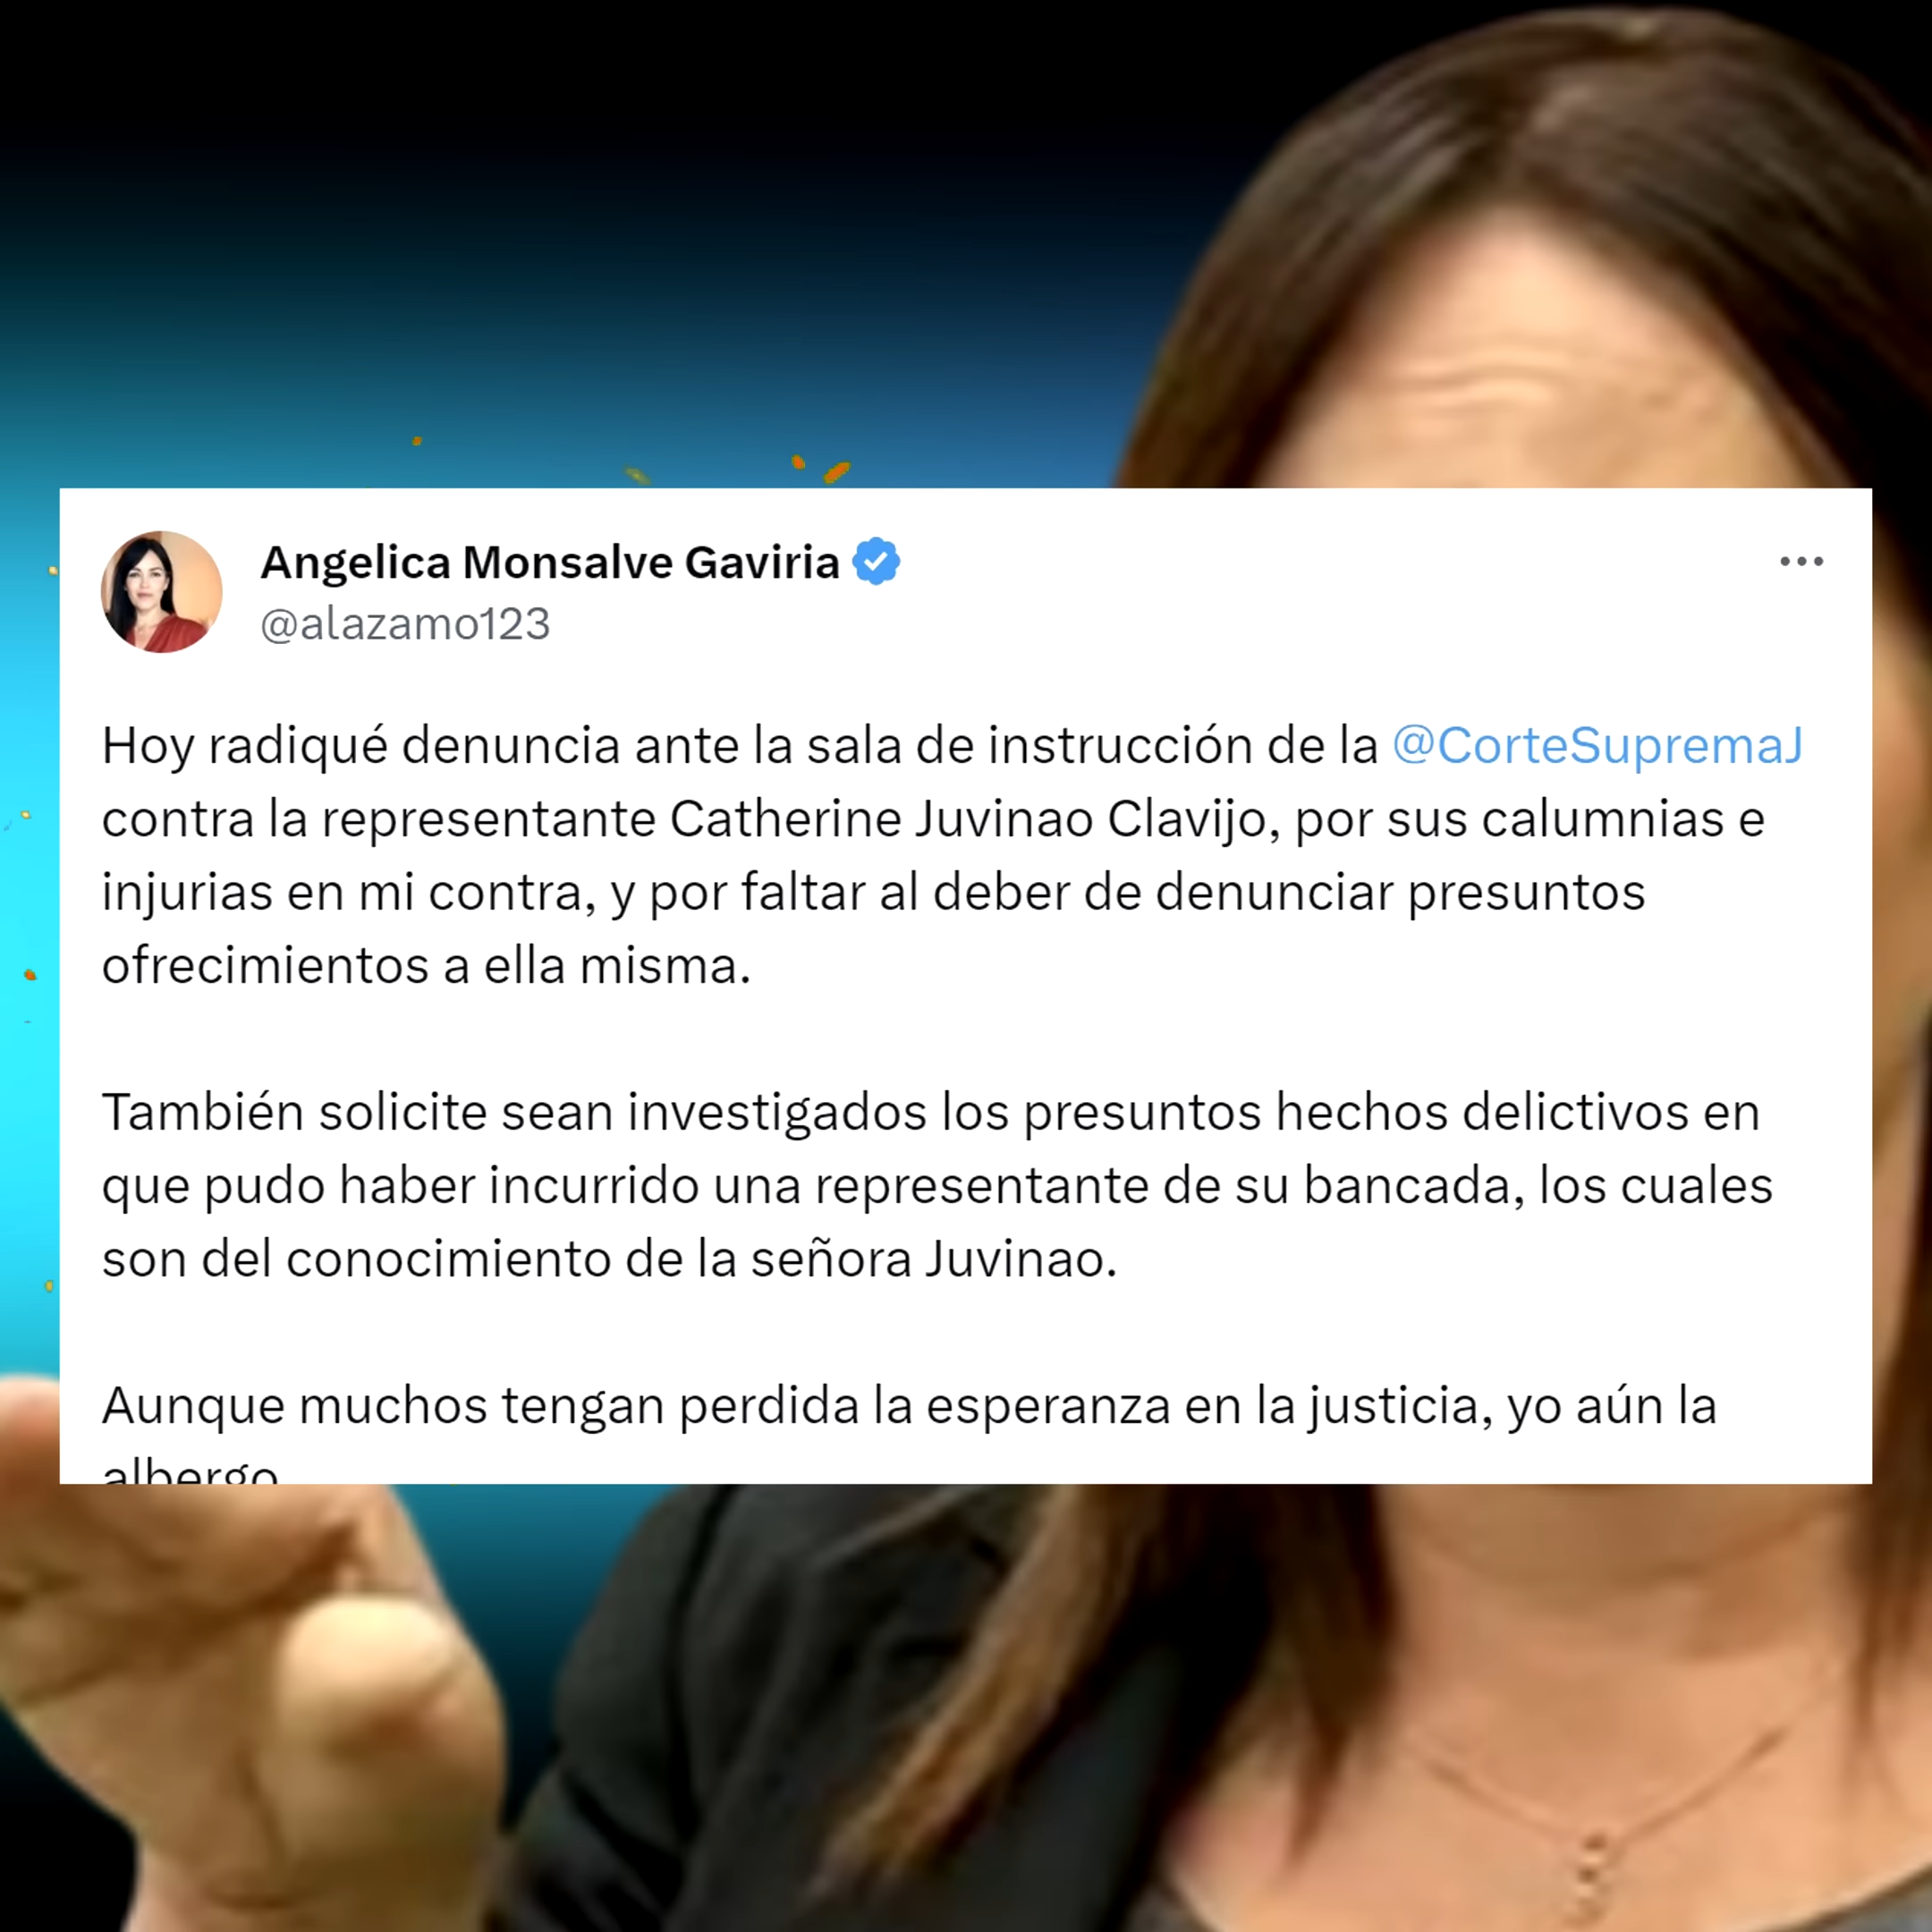 Angelica Monsalve Gaviria
@alazamo123
Hoy radiqué denuncia ante la sala de instrucción de la @CorteSupremaJ
contra la representante Catherine Juvinao Clavijo, por sus calumnias e
injurias en mi contra, y por faltar al deber de denunciar presuntos
ofrecimientos a ella misma.
También solicite sean investigados los presuntos hechos delictivos en
que pudo haber incurrido una representante de su bancada, los cuales
son del conocimiento de la señora Juvinao.
Aunque muchos tengan perdida la esperanza en la justicia, yo aún la
albergo